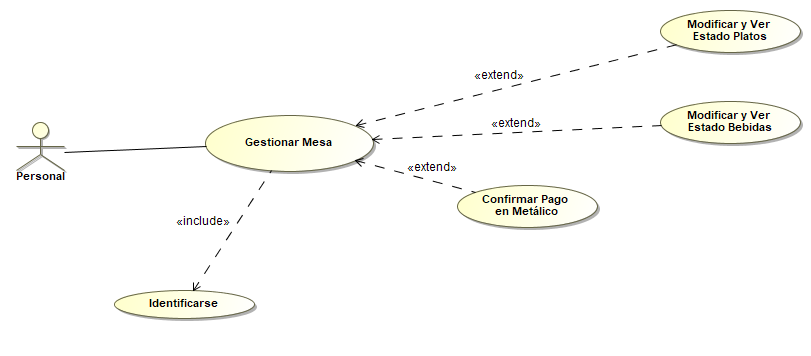 Modificar y Ver
Estado Platos
«extend»
Modificar y Ver
Estado Bebidas
«extend»
Gestionar Mesa
Personal
«extend»
Confirmar Pago
en Metálico
«include»
Identificarse